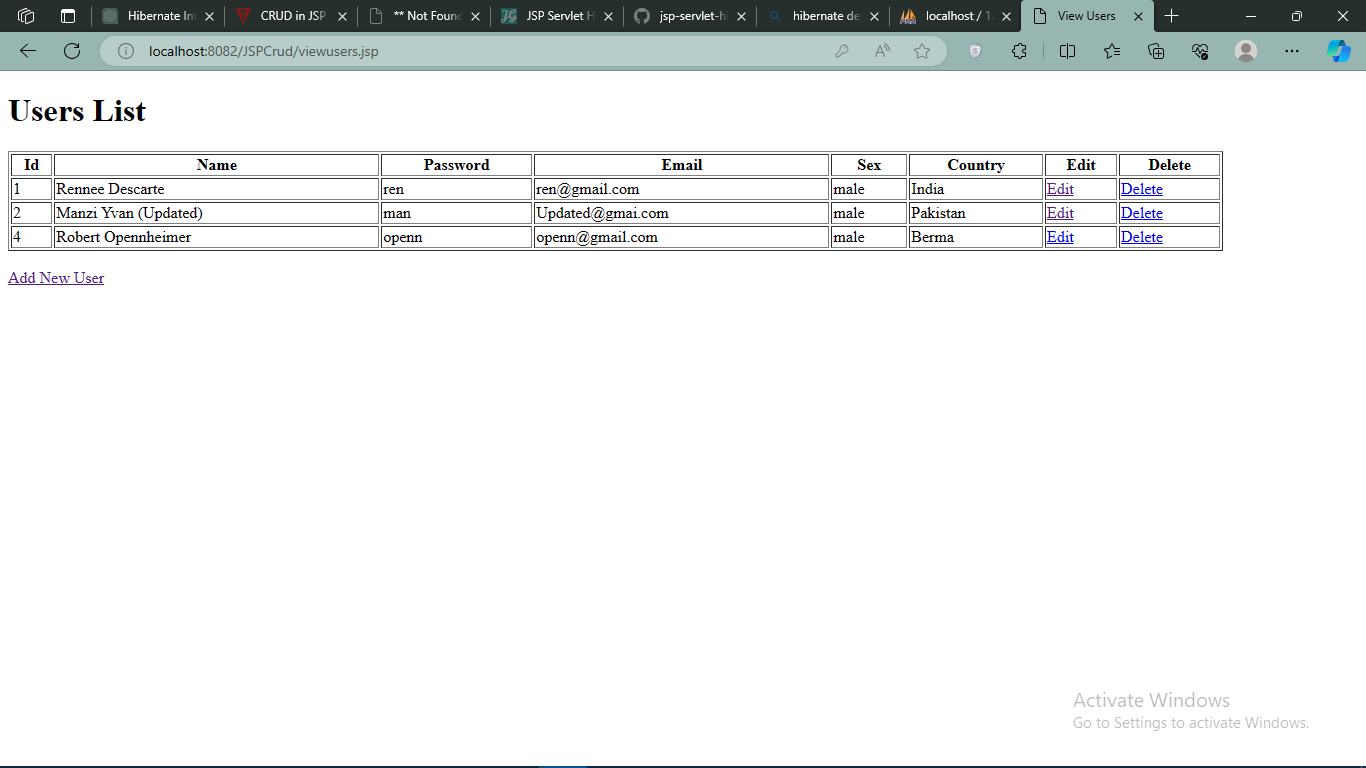 Hibernate Int
CRUD in JSP
** Not Found
JSP Servlet H
jsp-servlet-hi
hibernate de
localhost / 1
View Users
localhost:8082/JSPCrud/viewusers.jsp
Users List
Id Name Password Email Sex Country Edit Delete
1 Rennee Descarte ren ren@gmail.com male India Edit Delete
2 Manzi Yvan (Updated) man Updated@gmai.com male Pakistan Edit Delete
4 Robert Opennheimer openn openn@gmail.com male Berma Edit Delete
Add New User
Activate Windows
Go to Settings to activate Windows.